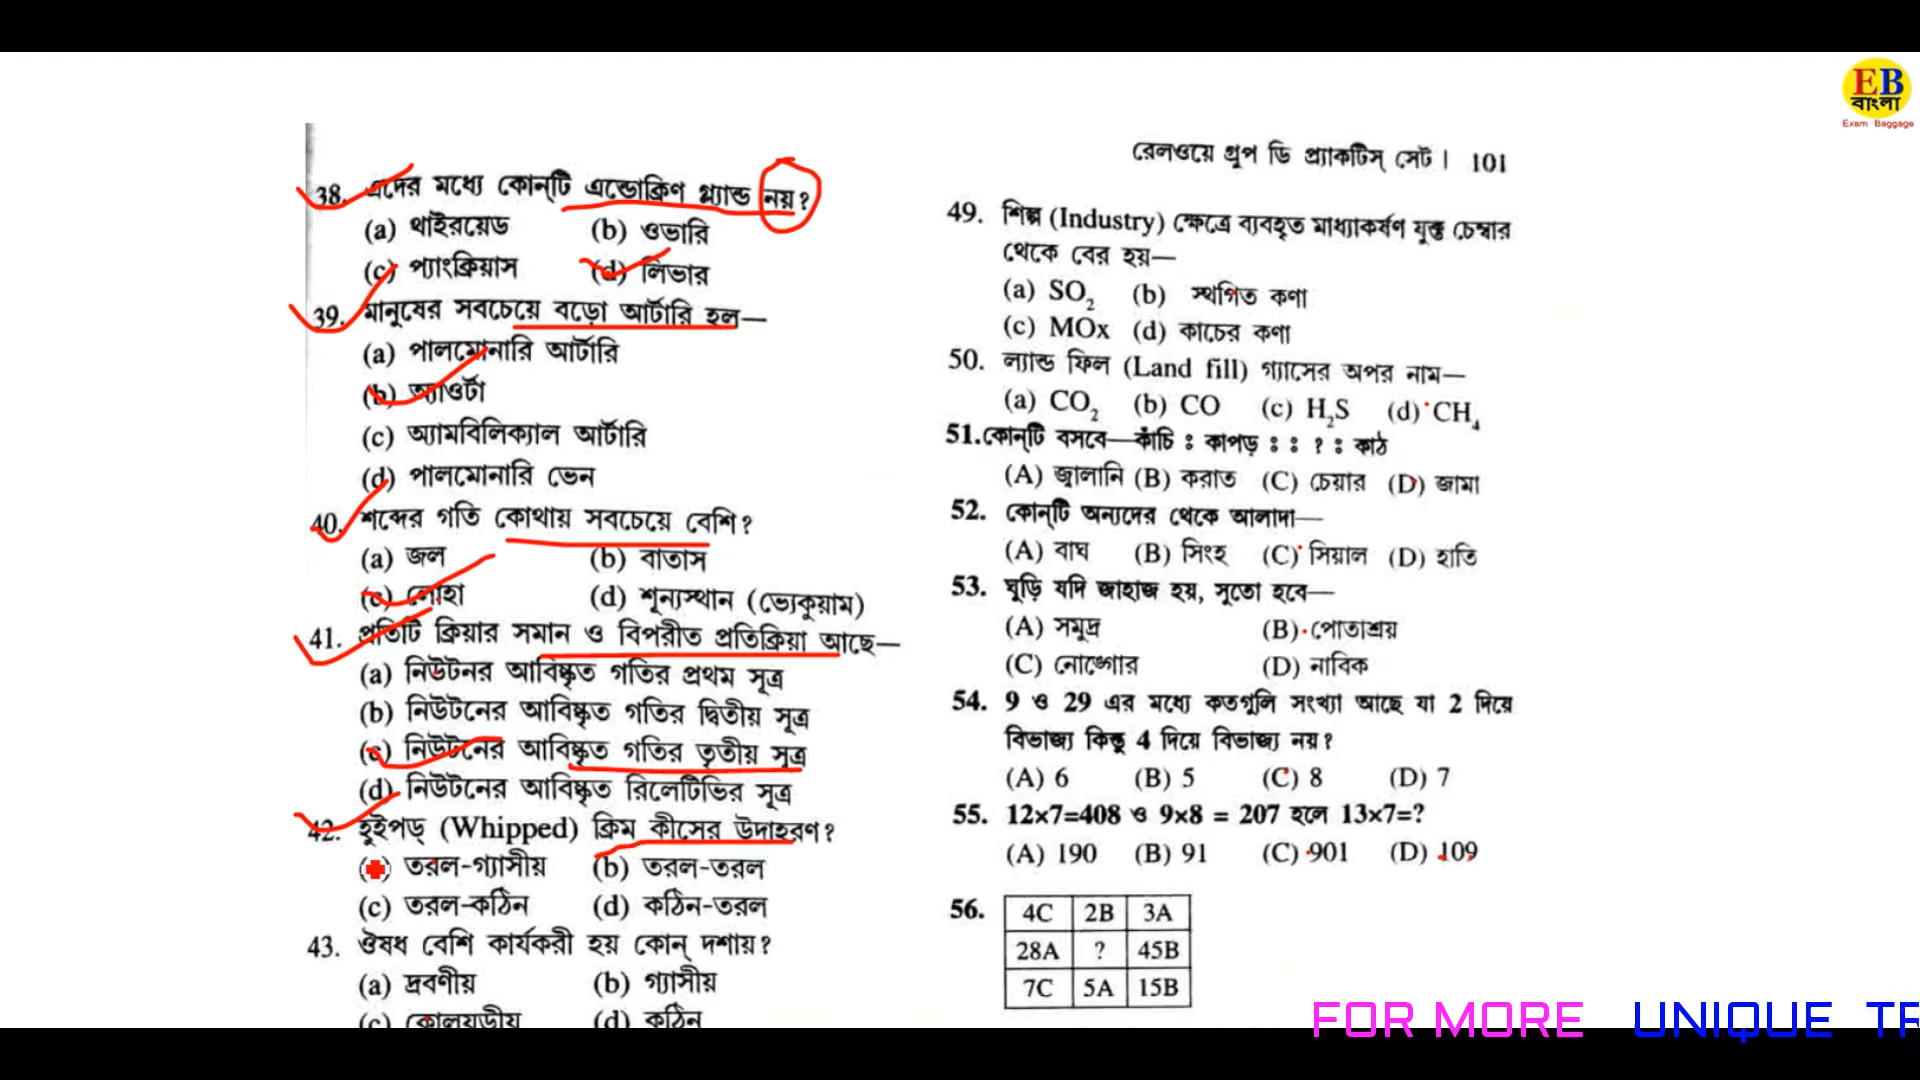 EB
বাংলা
Exam Baggage
রেলওয়ে গ্রুপ ডি প্র্যাকটিস্ সেট। 101
38. এদের মধ্যে কোন্‌টি এন্ডোক্রিণ গ্ল্যান্ড নয়?
(a) থাইরয়েড (b) ওভারি
(c) প্যাংক্রিয়াস (d) লিভার
39. মানুষের সবচেয়ে বড়ো আর্টারি হল—
(a) পালমোনারি আর্টারি
(b) অ্যাওর্টা
(c) অ্যামবিলিক্যাল আর্টারি
(d) পালমোনারি ভেন
40. শব্দের গতি কোথায় সবচেয়ে বেশি?
(a) জল (b) বাতাস
(c) লোহা (d) শূন্যস্থান (ভ্যেকুয়াম)
41. প্রতিটি ক্রিয়ার সমান ও বিপরীত প্রতিক্রিয়া আছে—
(a) নিউটনর আবিষ্কৃত গতির প্রথম সূত্র
(b) নিউটনের আবিষ্কৃত গতির দ্বিতীয় সূত্র
(c) নিউটনের আবিষ্কৃত গতির তৃতীয় সূত্র
(d) নিউটনের আবিষ্কৃত রিলেটিভির সূত্র
42. হুইপড্ (Whipped) ক্রিম কীসের উদাহরণ?
তরল-গ্যাসীয় (b) তরল-তরল
(c) তরল-কঠিন (d) কঠিন-তরল
43. ঔষধ বেশি কার্যকরী হয় কোন্ দশায়?
(a) দ্রবণীয় (b) গ্যাসীয়
(c) কোলয়ডীয় (d) কঠিন
49. শিল্প (Industry) ক্ষেত্রে ব্যবহৃত মাধ্যাকর্ষণ যুক্ত চেম্বার
থেকে বের হয়—
(a) SO₂ (b) স্থগিত কণা
(c) MOx (d) কাচের কণা
50. ল্যান্ড ফিল (Land fill) গ্যাসের অপর নাম—
(a) CO₂ (b) CO (c) H₂S (d) CH₄
51.কোন্‌টি বসবে—কাঁচি : কাপড় : : ? : কাঠ
(A) জ্বালানি (B) করাত (C) চেয়ার (D) জামা
52. কোন্‌টি অন্যদের থেকে আলাদা—
(A) বাঘ (B) সিংহ (C) সিয়াল (D) হাতি
53. ঘুড়ি যদি জাহাজ হয়, সুতো হবে—
(A) সমুদ্র (B) পোতাশ্রয়
(C) নোঙ্গোর (D) নাবিক
54. 9 ও 29 এর মধ্যে কতগুলি সংখ্যা আছে যা 2 দিয়ে
বিভাজ্য কিন্তু 4 দিয়ে বিভাজ্য নয়?
(A) 6 (B) 5 (C) 8 (D) 7
55. 12×7=408 ও 9×8 = 207 হলে 13×7=?
(A) 190 (B) 91 (C) 901 (D) 109
56. 4C 2B 3A
28A ? 45B
7C 5A 15B
FOR MORE UNIQUE TR